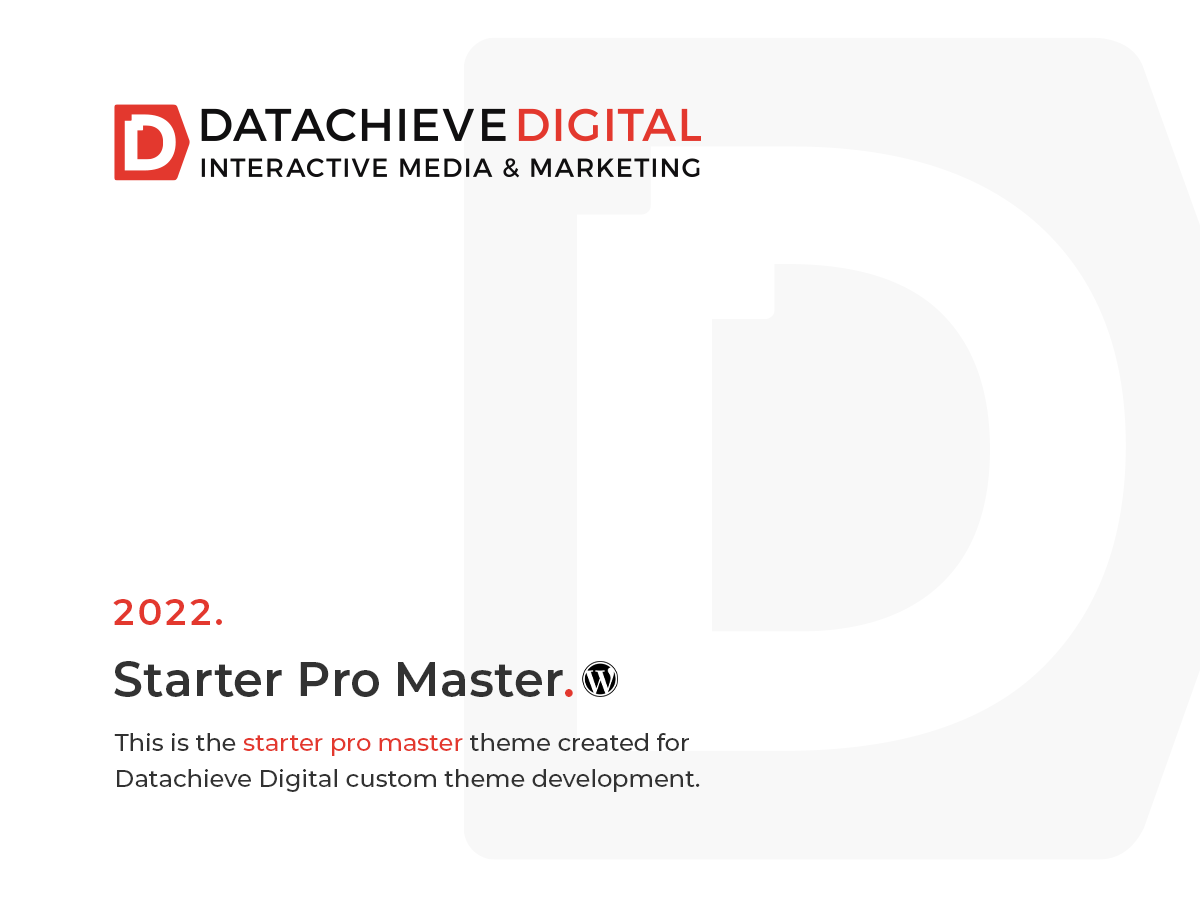 DATACHIEVE DIGITAL
INTERACTIVE MEDIA & MARKETING
2022.
Starter Pro Master.
This is the starter pro master theme created for
Datachieve Digital custom theme development.